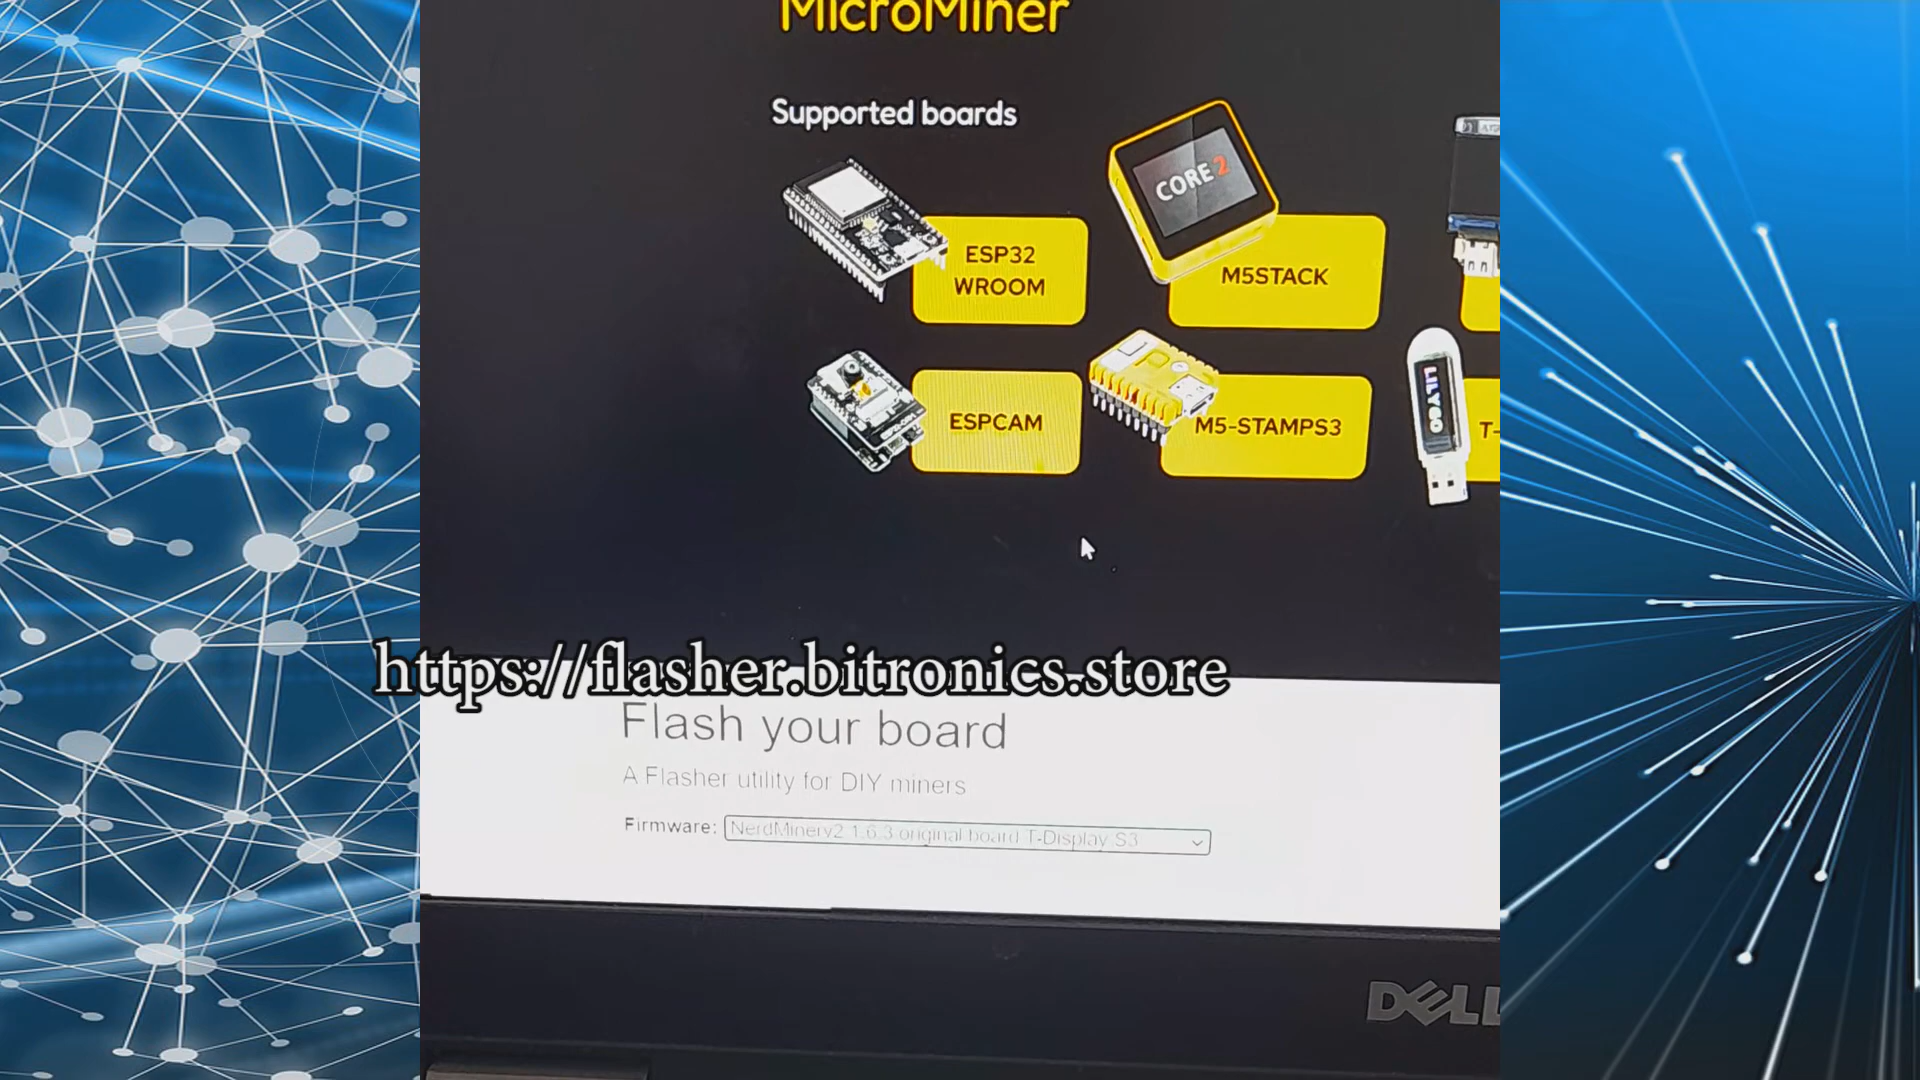 MicroMiner
Supported boards
CORE 2
ESP32
WROOM
M5STACK
ESPCAM
M5-STAMPS3
LILYGO
T-
https://flasher.bitronics.store
Flash your board
A Flasher utility for DIY miners
Firmware: NerdMinerv2 1.6.3 original board T-Display S3
DELL